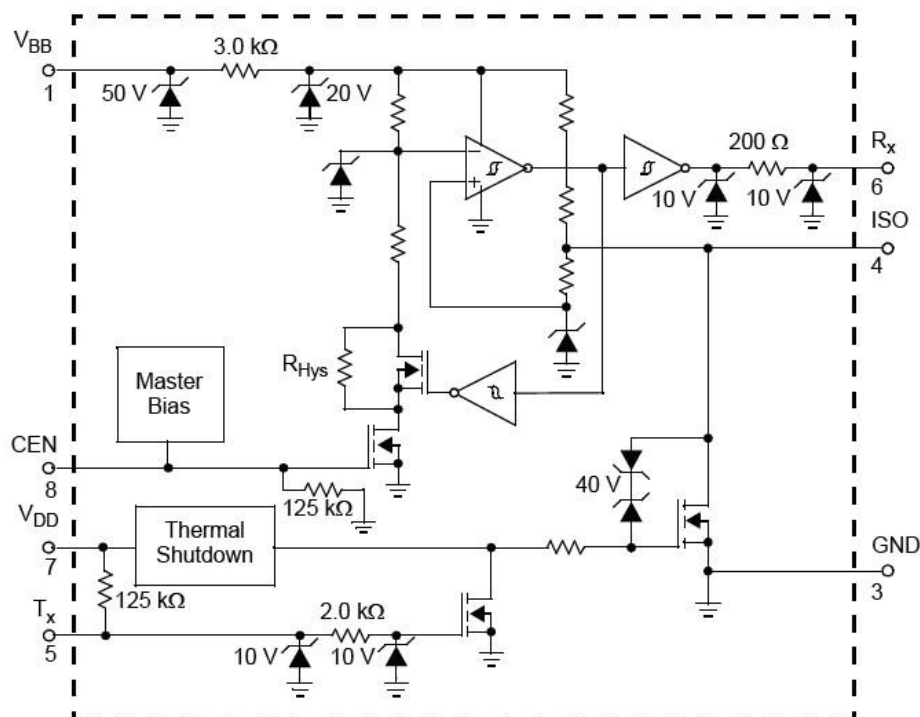 VBB
1
50 V
3.0 kΩ
20 V
200 Ω
Rx
6
10 V
10 V
ISO
4
RHys
Master
Bias
CEN
8
125 kΩ
40 V
VDD
7
Thermal
Shutdown
GND
3
125 kΩ
Tx
5
2.0 kΩ
10 V
10 V